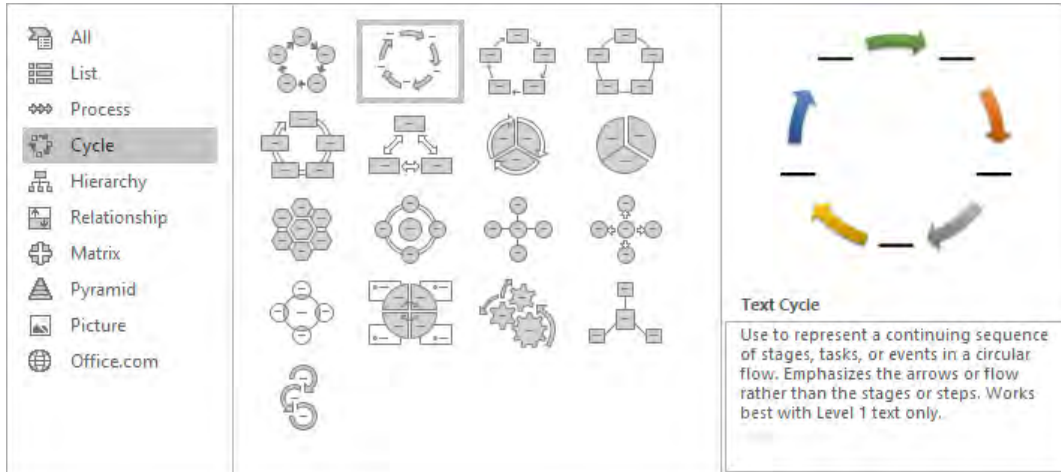 All
List
Process
Cycle
Hierarchy
Relationship
Matrix
Pyramid
Picture
Office.com
Text Cycle
Use to represent a continuing sequence
of stages, tasks, or events in a circular
flow. Emphasizes the arrows or flow
rather than the stages or steps. Works
best with Level 1 text only.